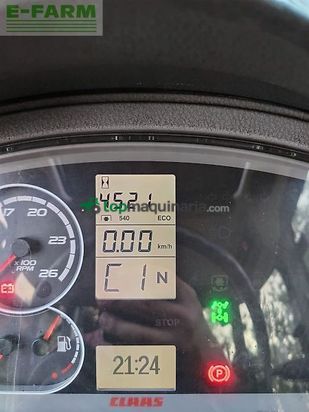 E-FARM
4521
topmaquinaria.com
540 ECO
17
20
0.00 km/h
23
x100
RPM
26
C1 N
STOP
21:24
P
CLAAS